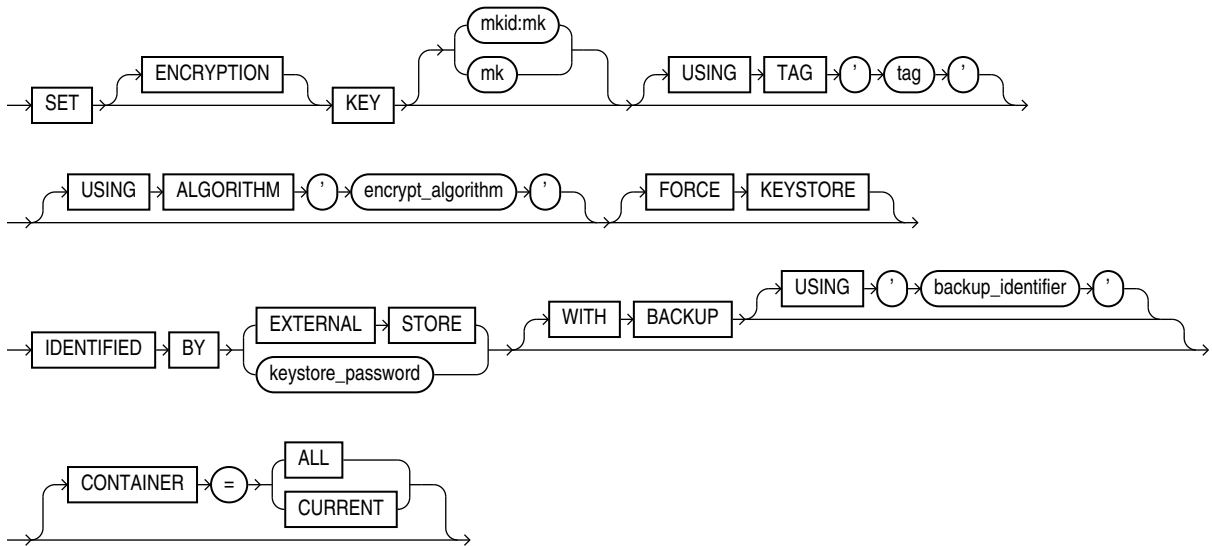 SET ENCRYPTION KEY mkid:mk mk USING TAG ' tag '
USING ALGORITHM ' encrypt_algorithm ' FORCE KEYSTORE
IDENTIFIED BY EXTERNAL STORE keystore_password WITH BACKUP USING ' backup_identifier '
CONTAINER = ALL CURRENT